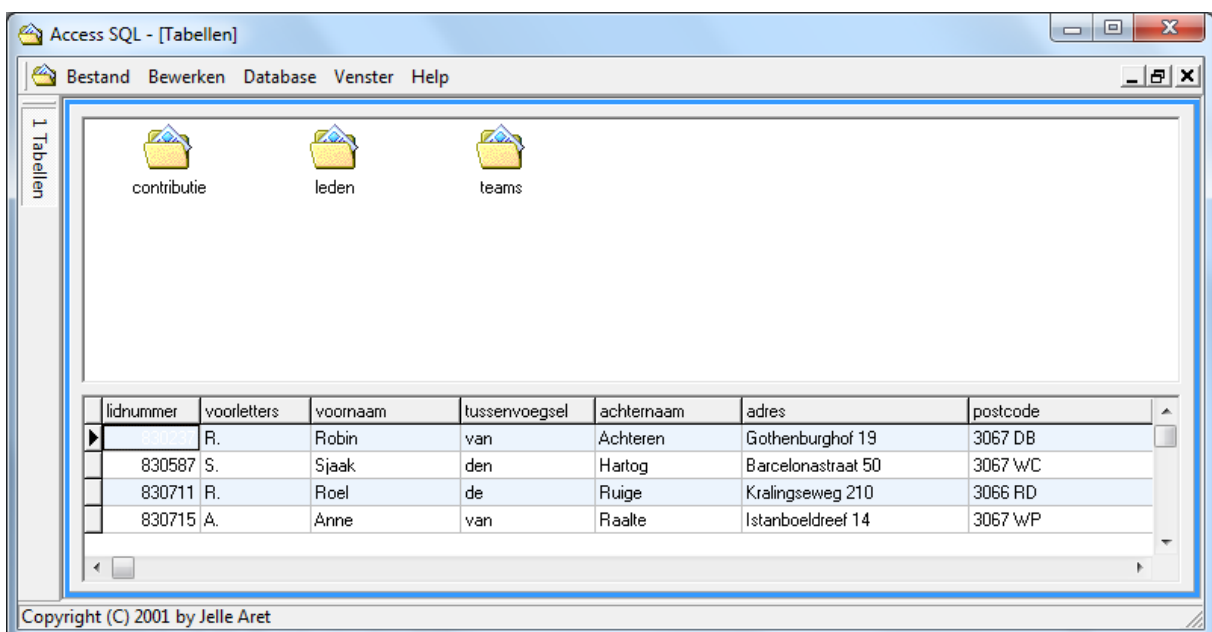 Access SQL - [Tabellen]
Bestand Bewerken Database Venster Help
1 Tabellen
contributie leden teams
lidnummer voorletters voornaam tussenvoegsel achternaam adres postcode
830237 R. Robin van Achteren Gothenburghof 19 3067 DB
830587 S. Sjaak den Hartog Barcelonastraat 50 3067 WC
830711 R. Roel de Ruige Kralingseweg 210 3066 RD
830715 A. Anne van Raalte Istanboeldreef 14 3067 WP
Copyright (C) 2001 by Jelle Aret